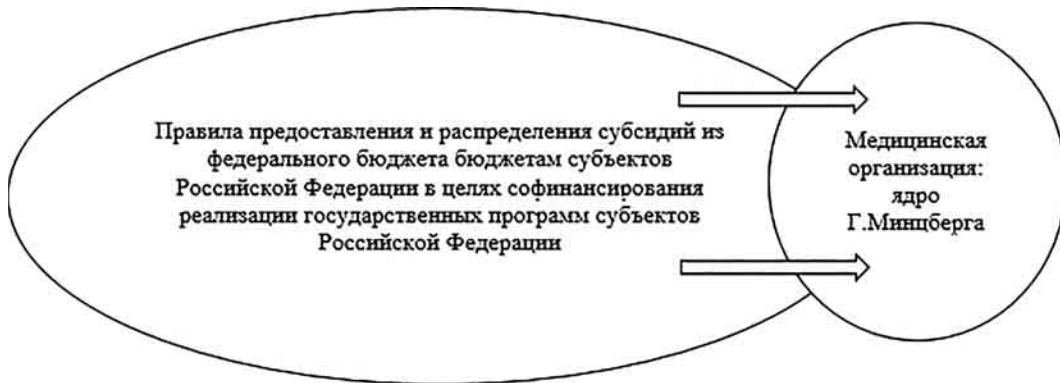 Правила предоставления и распределения субсидий из
федерального бюджета бюджетам субъектов
Российской Федерации в целях софинансирования
реализации государственных программ субъектов
Российской Федерации
Медицинская
организация:
ядро
Г.Минцберга